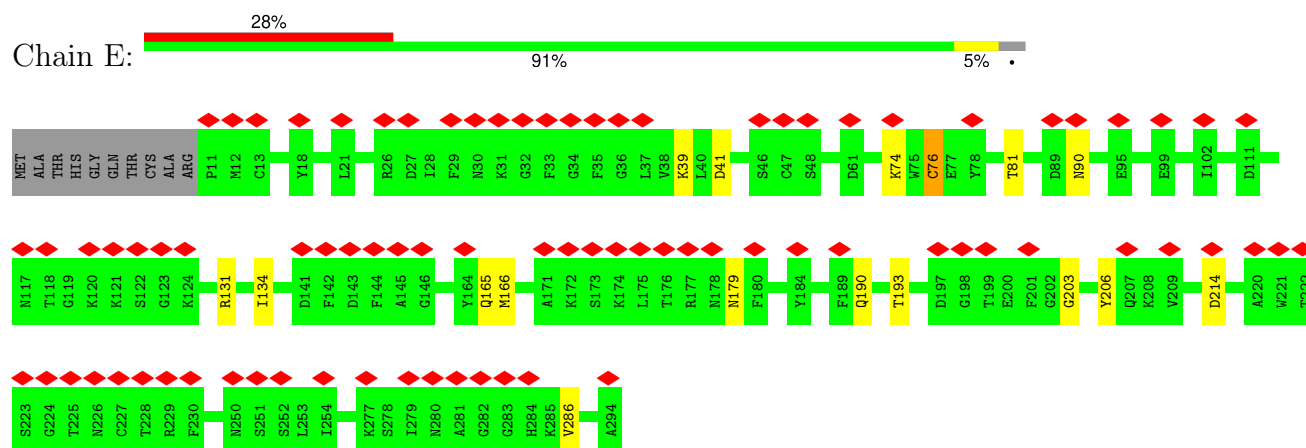 28%
Chain E:
91% 5% •
MET ALA THR HIS GLY GLN THR CYS ALA ARG P11 M12 C13 Y18 L21 R26 D27 I28 F29 N30 K31 G32 F33 G34 F35 G36 L37 V38 K39 L40 D41 S46 C47 S48 D61 K74 W75 C76 E77 Y78 T81 D89 N90 E95 E99 I102 D111
N117 T118 G119 K120 K121 S122 G123 K124 R131 I134 D141 F142 D143 F144 A145 G146 Y164 Q165 M166 A171 K172 S173 K174 L175 T176 R177 N178 N179 F180 Y184 F189 Q190 T193 D197 G198 T199 E200 F201 G202 G203 Y206 Q207 K208 V209 D214 A220 W221 T222
S223 G224 T225 N226 C227 T228 R229 F230 N250 S251 S252 L253 I254 K277 S278 I279 N280 A281 G282 G283 H284 K285 V286 A294